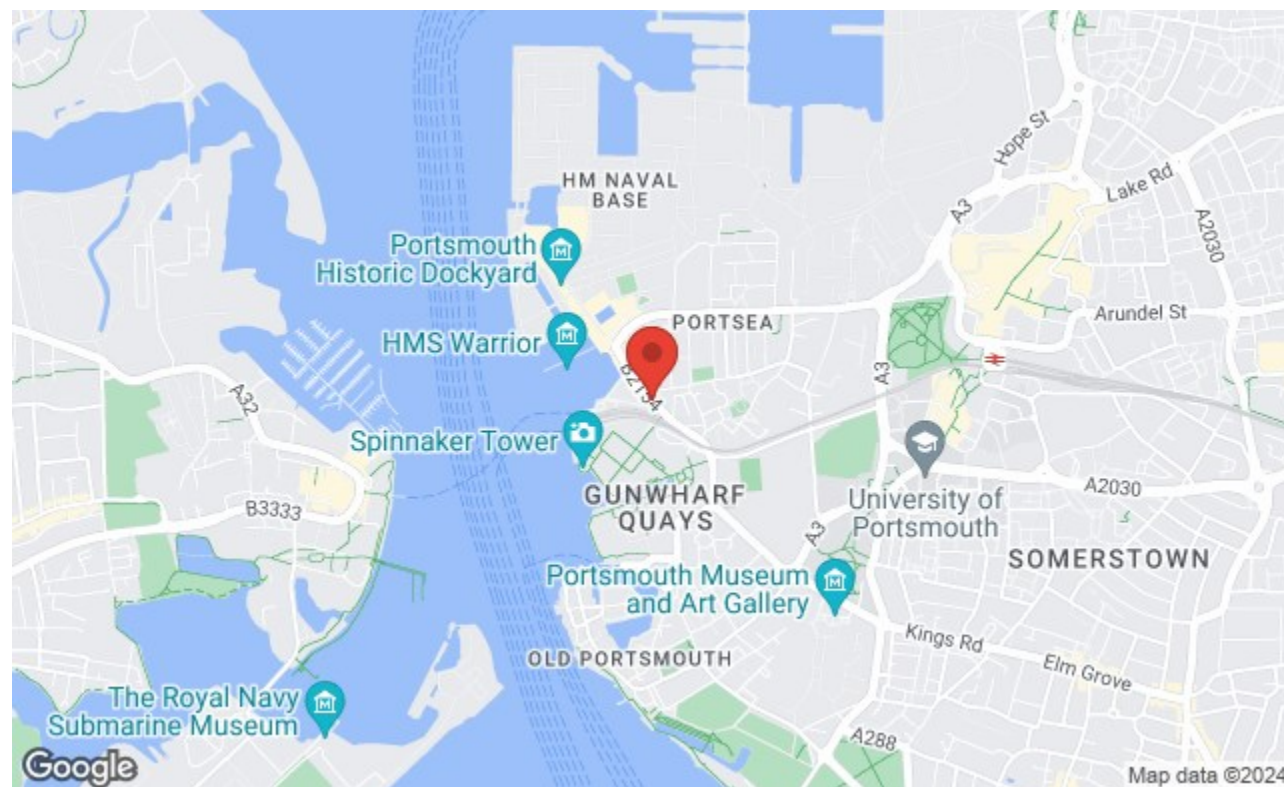 Hope St
Lake Rd
HM NAVAL
BASE
A3
A2030
Portsmouth
Historic Dockyard
Arundel St
PORTSEA
HMS Warrior
B2154
A3
A32
Spinnaker Tower
GUNWHARF
QUAYS
University of
Portsmouth
A2030
B3333
A3
SOMERSTOWN
Portsmouth Museum
and Art Gallery
Kings Rd
Elm Grove
OLD PORTSMOUTH
The Royal Navy
Submarine Museum
A288
Google
Map data ©2024